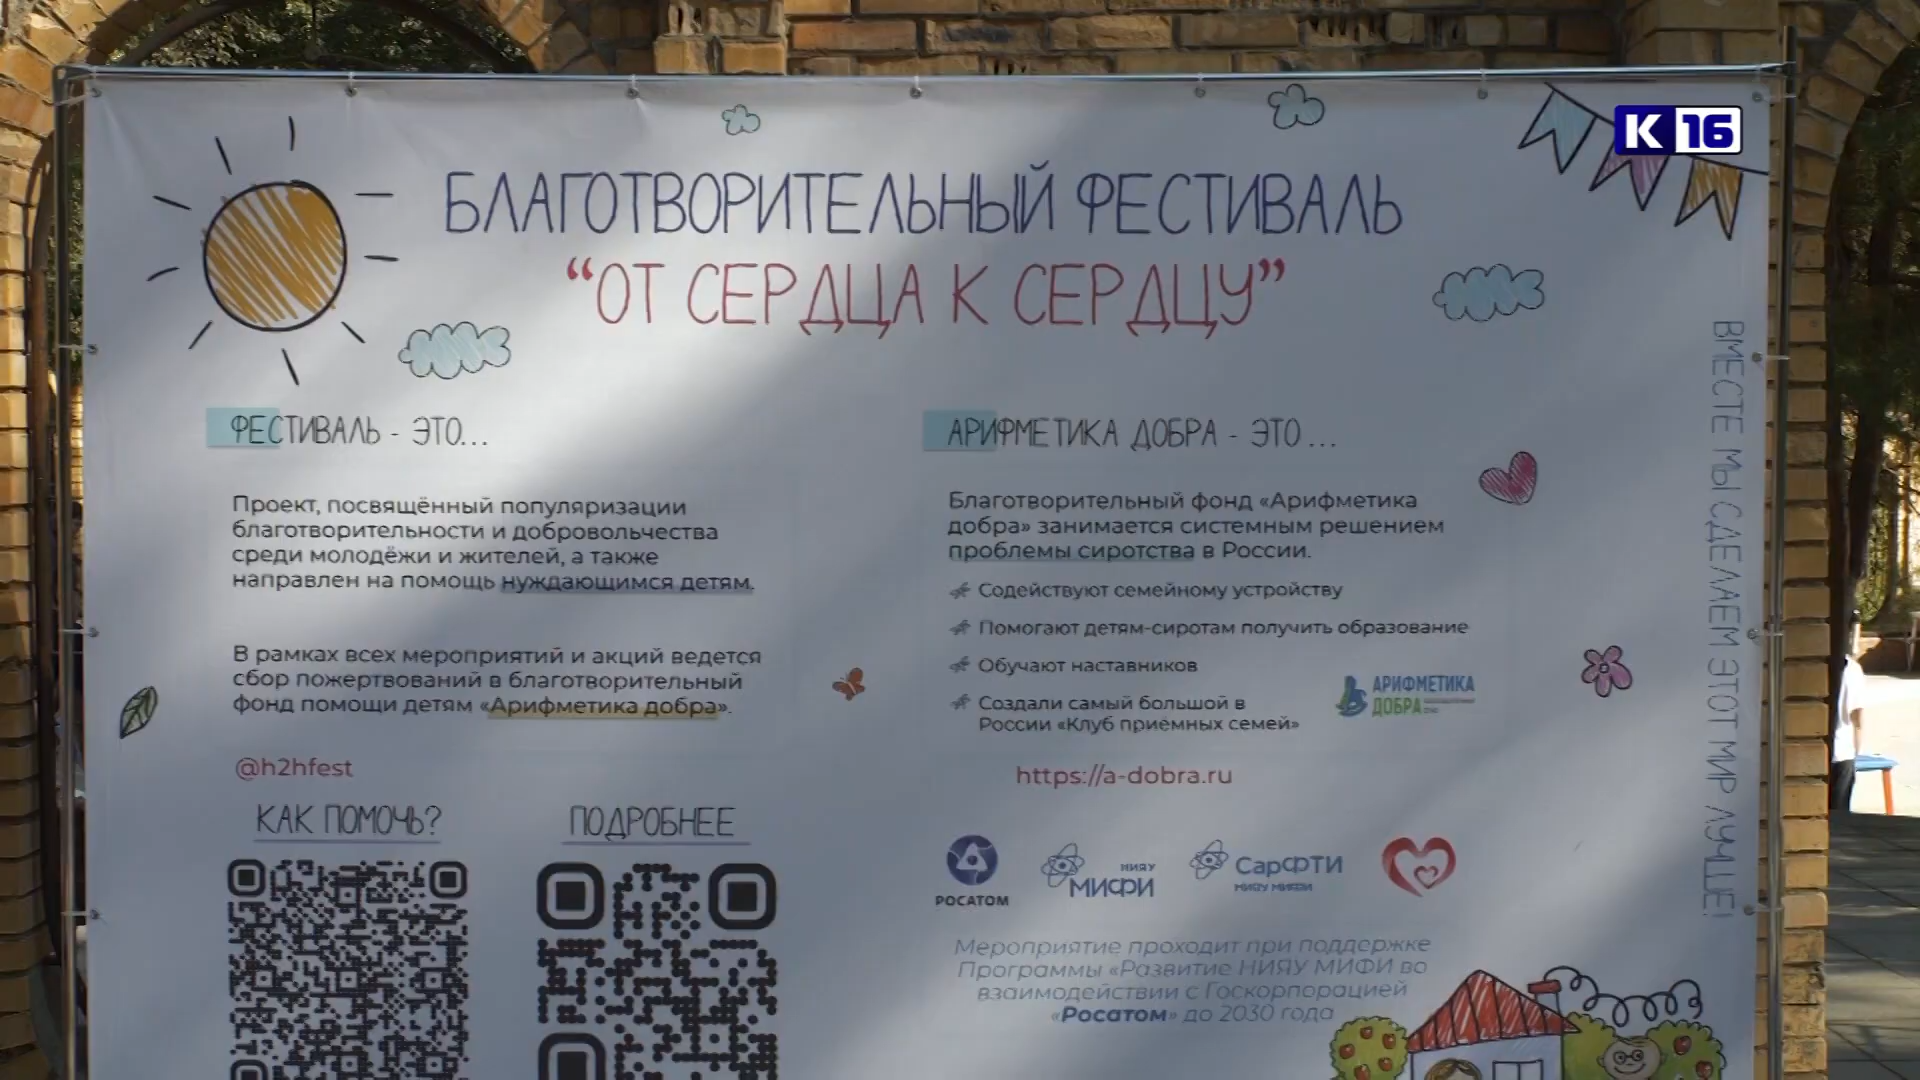 К 16
БЛАГОТВОРИТЕЛЬНЫЙ ФЕСТИВАЛЬ
“ОТ СЕРДЦА К СЕРДЦУ”
ФЕСТИВАЛЬ - ЭТО...
Проект, посвящённый популяризации
благотворительности и добровольчества
среди молодёжи и жителей, а также
направлен на помощь нуждающимся детям.
В рамках всех мероприятий и акций ведется
сбор пожертвований в благотворительный
фонд помощи детям «Арифметика добра».
@h2hfest
КАК ПОМОЧЬ?
ПОДРОБНЕЕ
АРИФМЕТИКА ДОБРА - ЭТО ...
Благотворительный фонд «Арифметика
добра» занимается системным решением
проблемы сиротства в России.
Содействуют семейному устройству
Помогают детям-сиротам получить образование
Обучают наставников
Создали самый большой в
России «Клуб приёмных семей»
АРИФМЕТИКА
ДОБРА
https://a-dobra.ru
РОСАТОМ
НИЯУ
МИФИ
СарФТИ
НИЯУ МИФИ
Мероприятие проходит при поддержке
Программы «Развитие НИЯУ МИФИ во
взаимодействии с Госкорпорацией
«Росатом» до 2030 года
ВМЕСТЕ МЫ СДЕЛАЕМ ЭТОТ МИР ЛУЧШЕ!